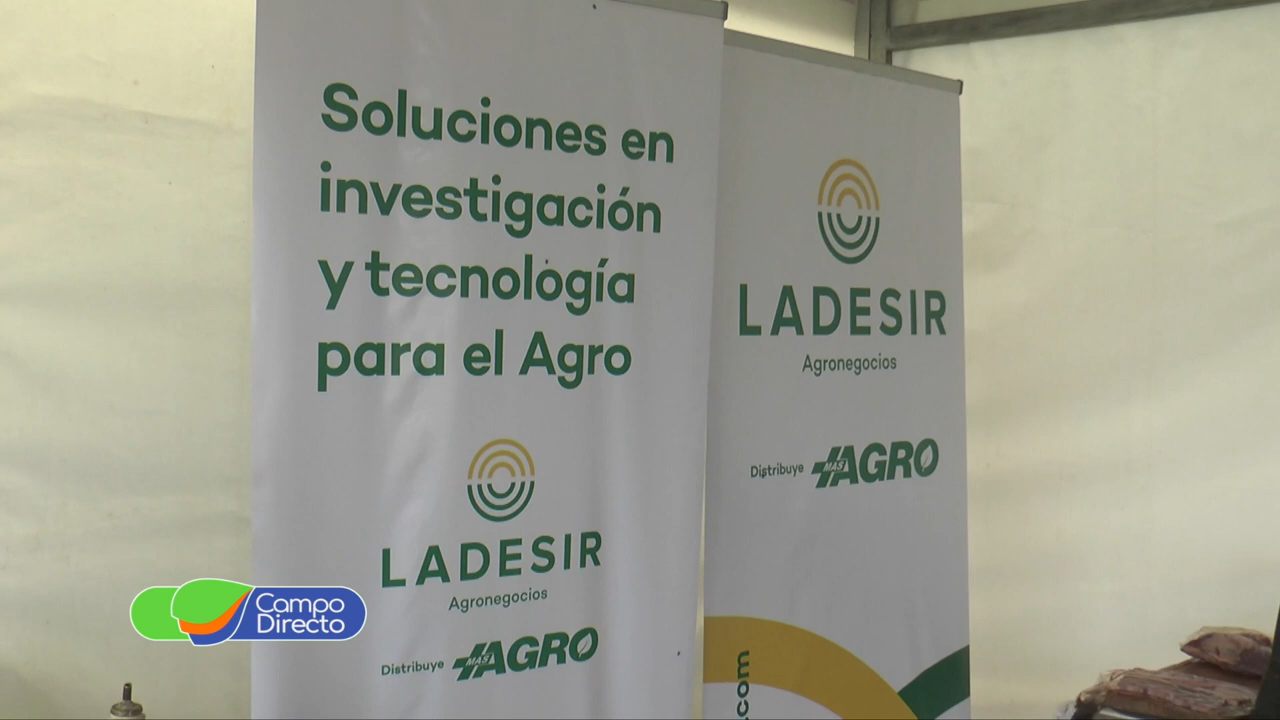 Soluciones en
investigación
y tecnología
para el Agro
LADESIR
Agronegocios
Distribuye MAS AGRO
LADESIR
Agronegocios
Distribuye MAS AGRO
.com
Campo
Directo